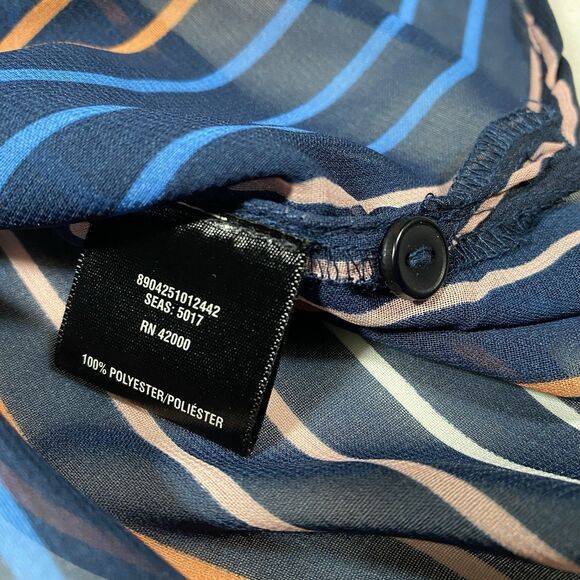 8904251012442
SEAS: 5017
RN 42000
100% POLYESTER/POLIÉSTER